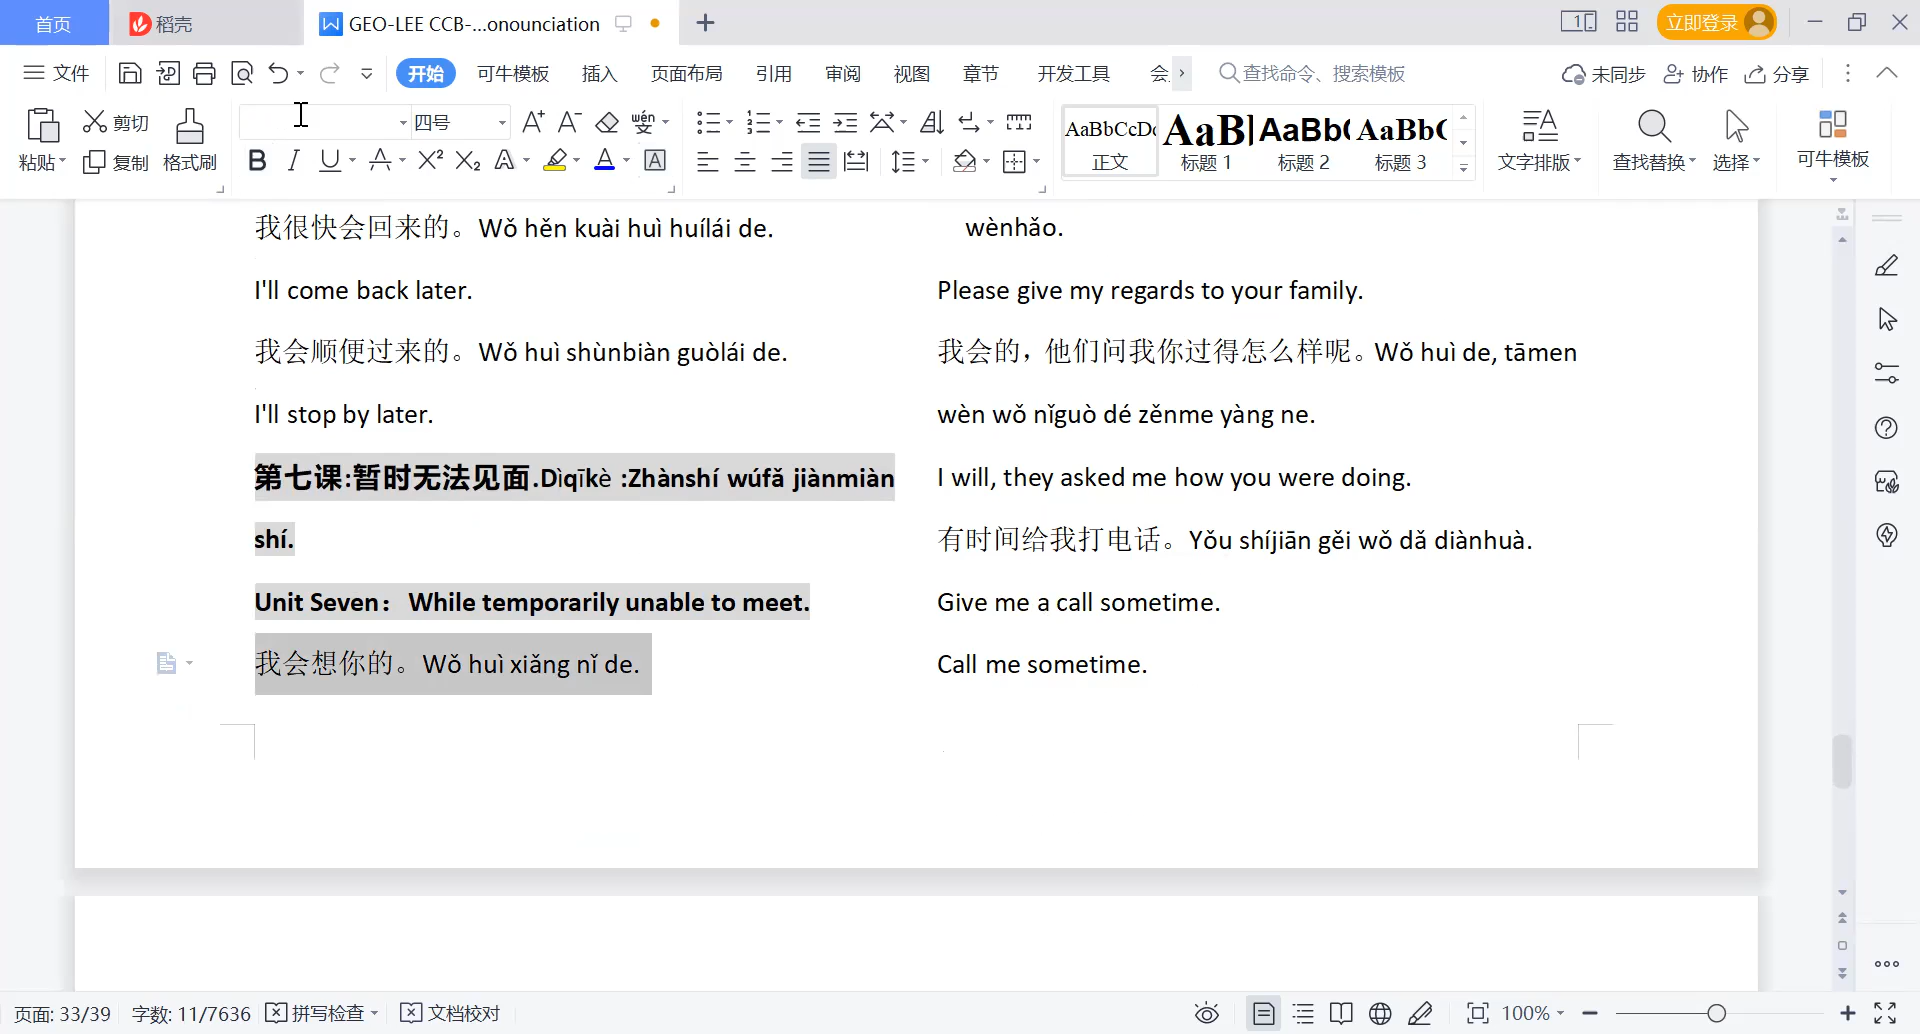 首页 稻壳 GEO-LEE CCB-...onounciation 立即登录
文件 开始 可牛模板 插入 页面布局 引用 审阅 视图 章节 开发工具 会 查找命令、搜索模板 未同步 协作 分享
粘贴 剪切 复制 格式刷 四号 AaBbCcDc 正文 AaBl 标题 1 AaBb( 标题 2 AaBb( 标题 3 文字排版 查找替换 选择 可牛模板
我很快会回来的。Wǒ hěn kuài huì huílái de.
I'll come back later.
我会顺便过来的。Wǒ huì shùnbiàn guòlái de.
I'll stop by later.
第七课:暂时无法见面.Dìqīkè :Zhànshí wúfǎ jiànmiàn
shí.
Unit Seven: While temporarily unable to meet.
我会想你的。Wǒ huì xiǎng nǐ de.
wènhǎo.
Please give my regards to your family.
我会的，他们问我你过得怎么样呢。Wǒ huì de, tāmen
wèn wǒ nǐguò dé zěnme yàng ne.
I will, they asked me how you were doing.
有时间给我打电话。Yǒu shíjiān gěi wǒ dǎ diànhuà.
Give me a call sometime.
Call me sometime.
页面: 33/39 字数: 11/7636 拼写检查 文档校对 100%